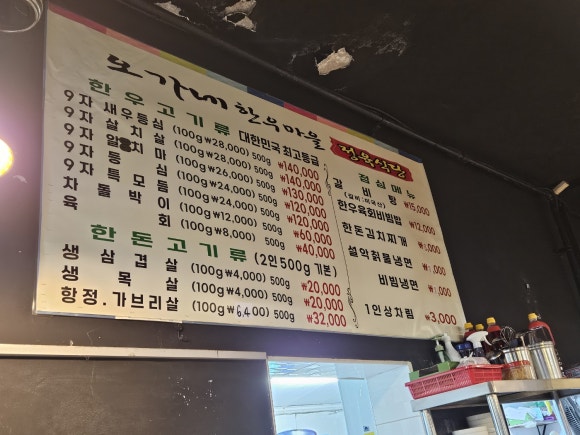 오가네 한우마을 정육식당
한우고기류 대한민국 최고등급
9자 새우등심 (100g ₩28,000) 500g ₩140,000
9자 살치살 (100g ₩28,000) 500g ₩140,000
9자 알치마 (100g ₩26,000) 500g ₩130,000
9자 등심 (100g ₩24,000) 500g ₩120,000
9자 특모듬 (100g ₩24,000) 500g ₩120,000
차돌박이 (100g ₩12,000) 500g ₩60,000
육회 (100g ₩8,000) 500g ₩40,000
한돈고기류 (2인 500g 기본)
생삼겹살 (100g ₩4,000) 500g ₩20,000
생목살 (100g ₩4,000) 500g ₩20,000
항정.가브리살 (100g ₩6,400) 500g ₩32,000
점심메뉴
갈비탕 ₩15,000
한우육회비빔밥 ₩12,000
한돈김치찌개
설악칡물냉면
비빔냉면
1인상차림 ₩3,000